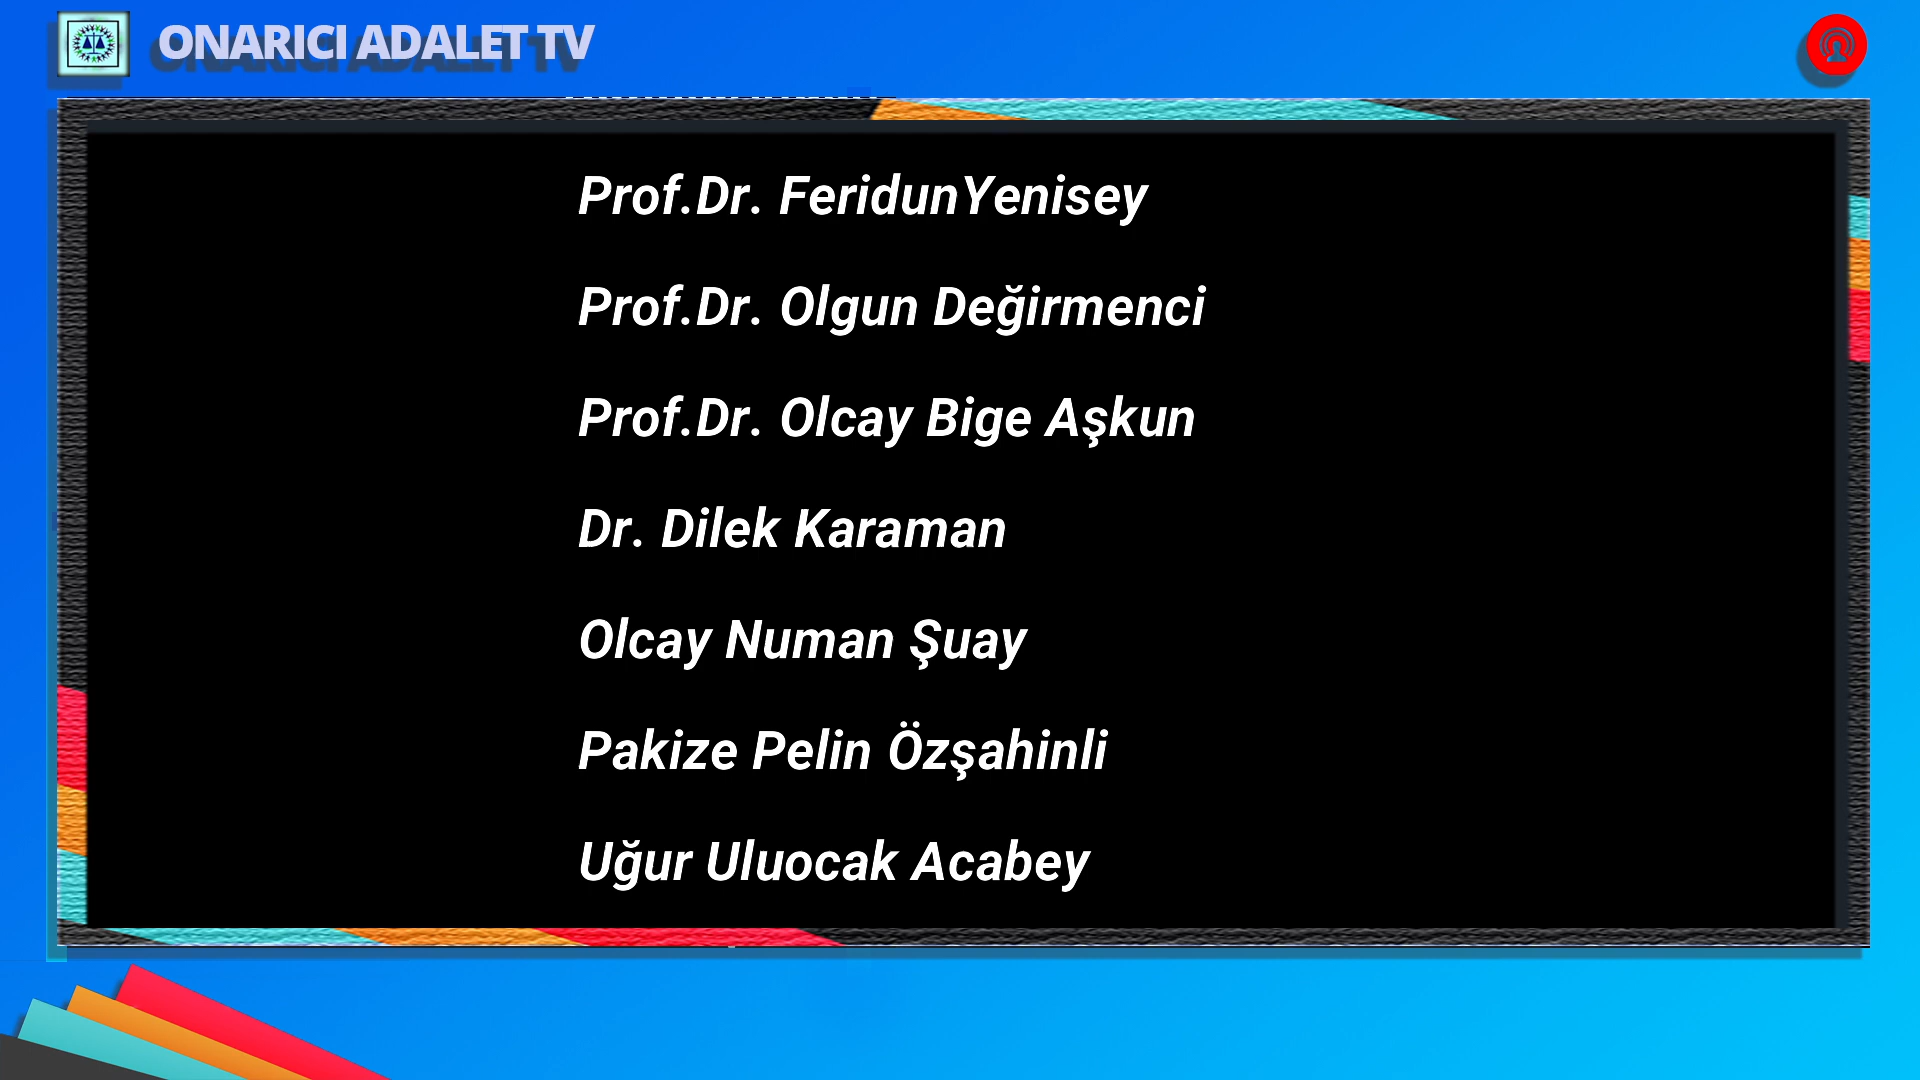 ONARICI ADALET TV
Prof.Dr. FeridunYenisey
Prof.Dr. Olgun Değirmenci
Prof.Dr. Olcay Bige Aşkun
Dr. Dilek Karaman
Olcay Numan Şuay
Pakize Pelin Özşahinli
Uğur Uluocak Acabey